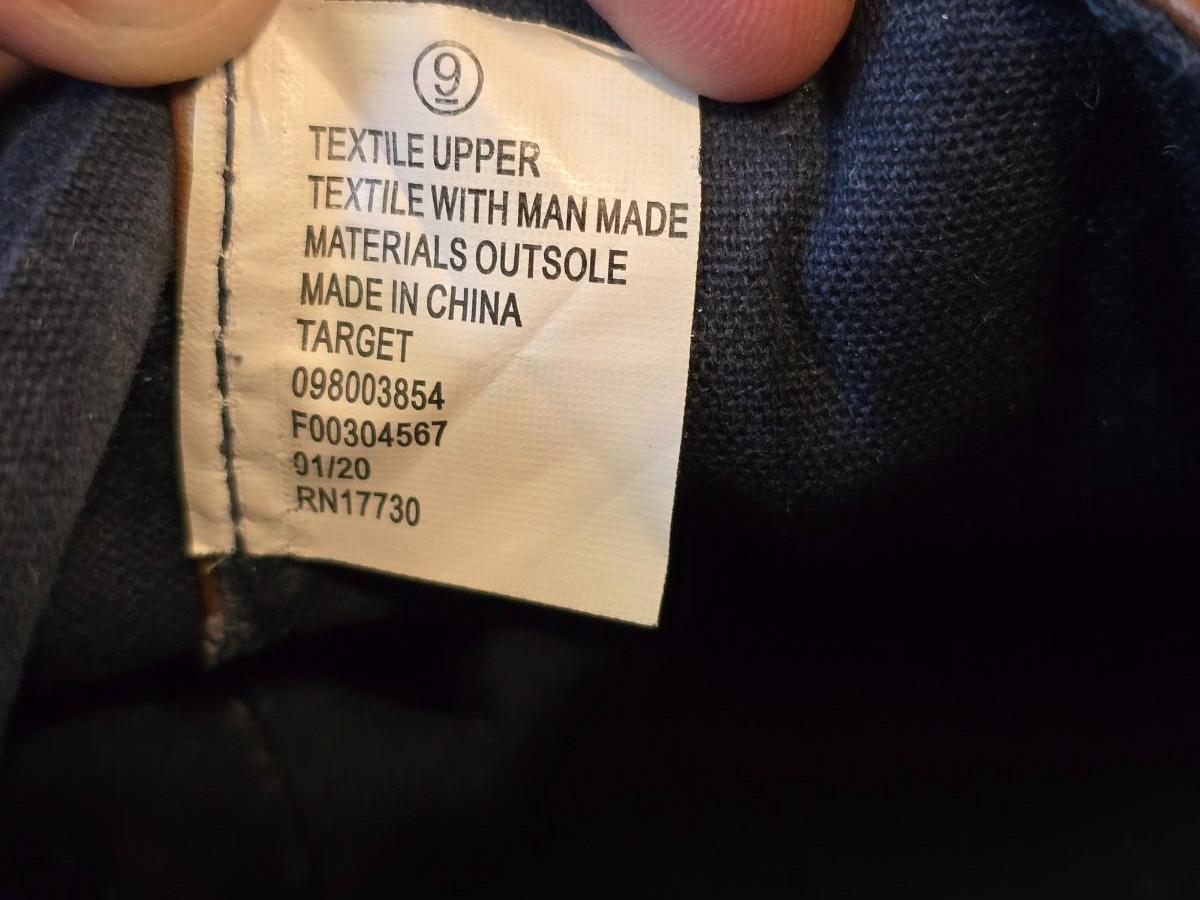 9
TEXTILE UPPER
TEXTILE WITH MAN MADE
MATERIALS OUTSOLE
MADE IN CHINA
TARGET
098003854
F00304567
01/20
RN17730